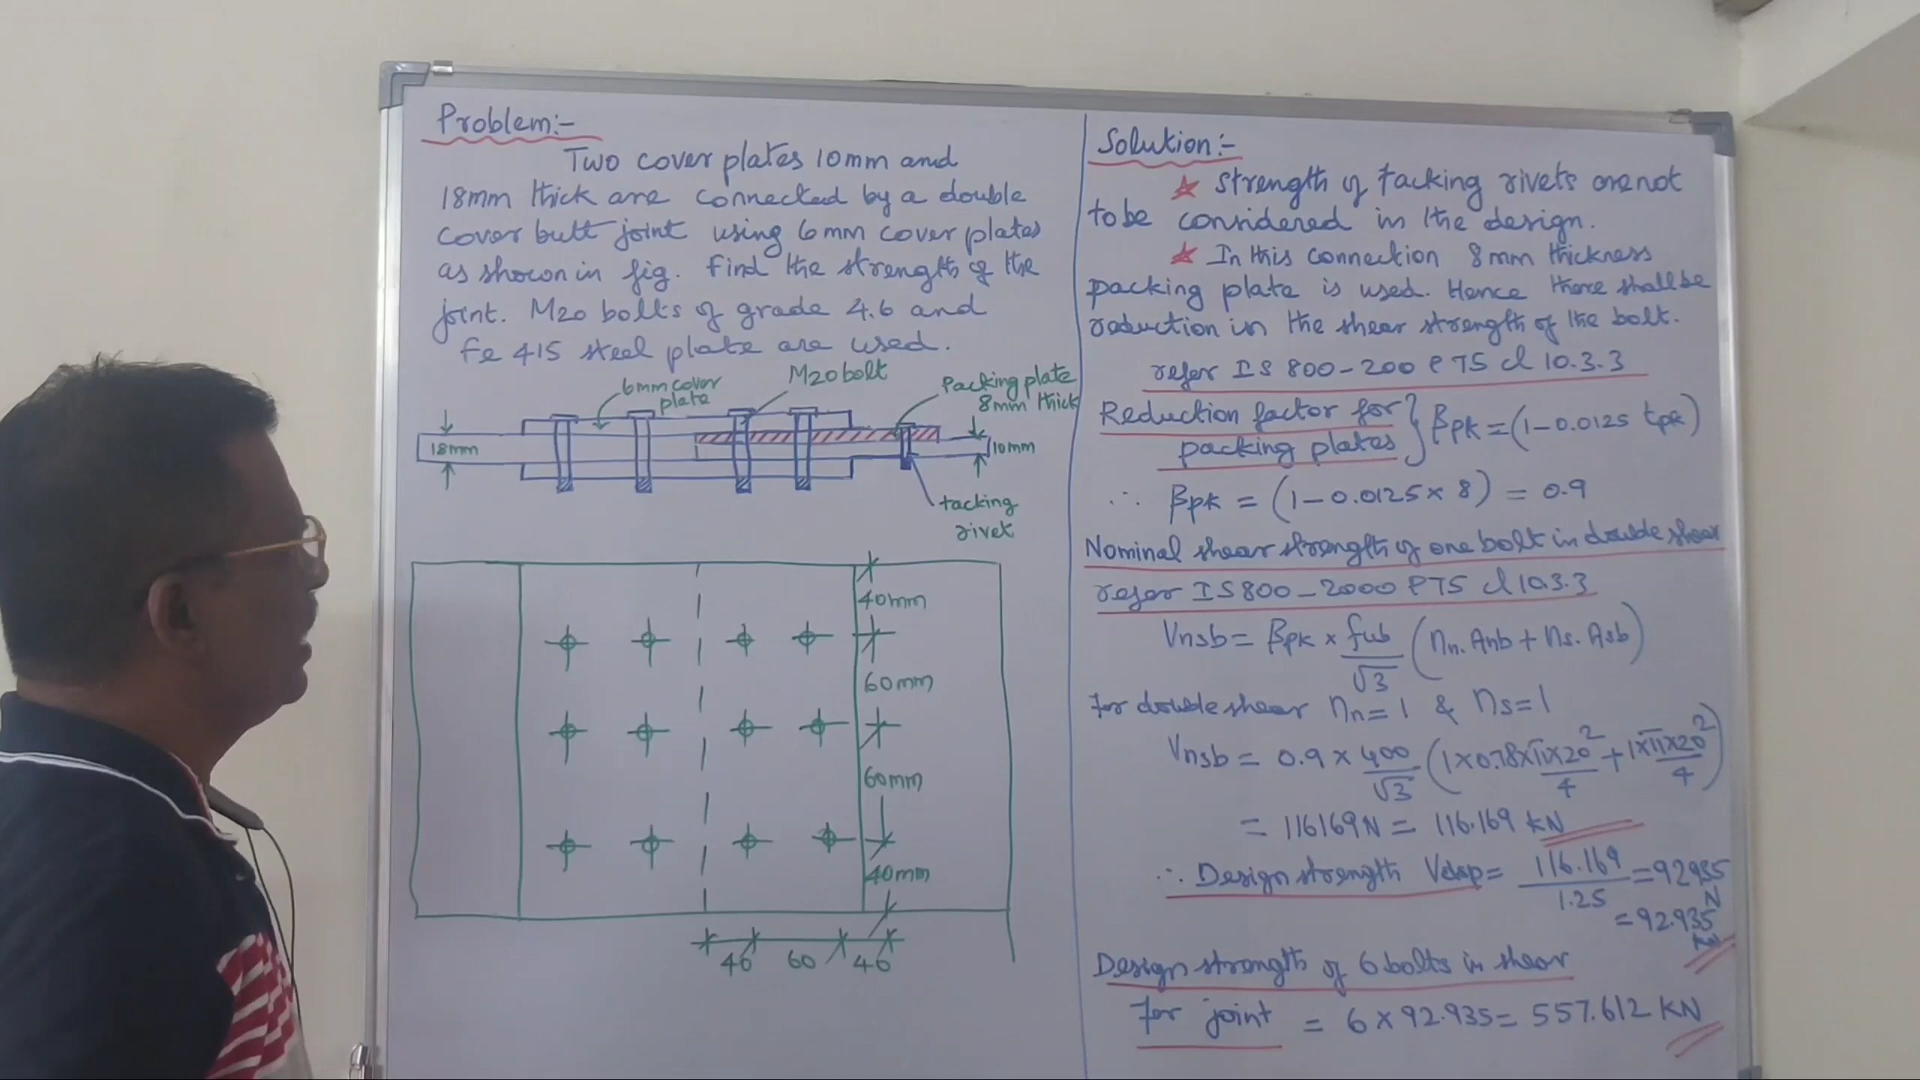 Problem:-
Two cover plates 10mm and
18mm thick are connected by a double
cover butt joint using 6mm cover plates
as shown in fig. Find the strength of the
joint. M20 bolts of grade 4.6 and
Fe 415 steel plate are used.
6mm cover
plate
M20 bolt
Packing plate
8mm thick
18mm
10mm
tacking
rivet
40mm
60mm
60mm
40mm
40 60 40
Solution:-
★ Strength of tacking rivets are not
to be considered in the design.
★ In this connection 8mm thickness
packing plate is used. Hence there shall be
reduction in the shear strength of the bolt.
refer IS 800-200 P75 cl 10.3.3
Reduction factor for
packing plates } βpk = (1-0.0125 tpk)
∴ βpk = (1-0.0125×8) = 0.9
Nominal shear strength of one bolt in double shear
refer IS 800-2000 P75 cl 10.3.3
Vnsb = βpk × fub/√3 (nn. Anb + ns. Asb)
For double shear nn=1 & ns=1
Vnsb = 0.9 × 400/√3 (1×0.78×π×20²/4 + 1×π×20²/4)
= 116169N = 116.169 KN
∴ Design strength Vdsp = 116.169/1.25 = 92935 N
= 92.935 KN
Design strength of 6 bolts in shear
For joint = 6 × 92.935 = 557.612 KN